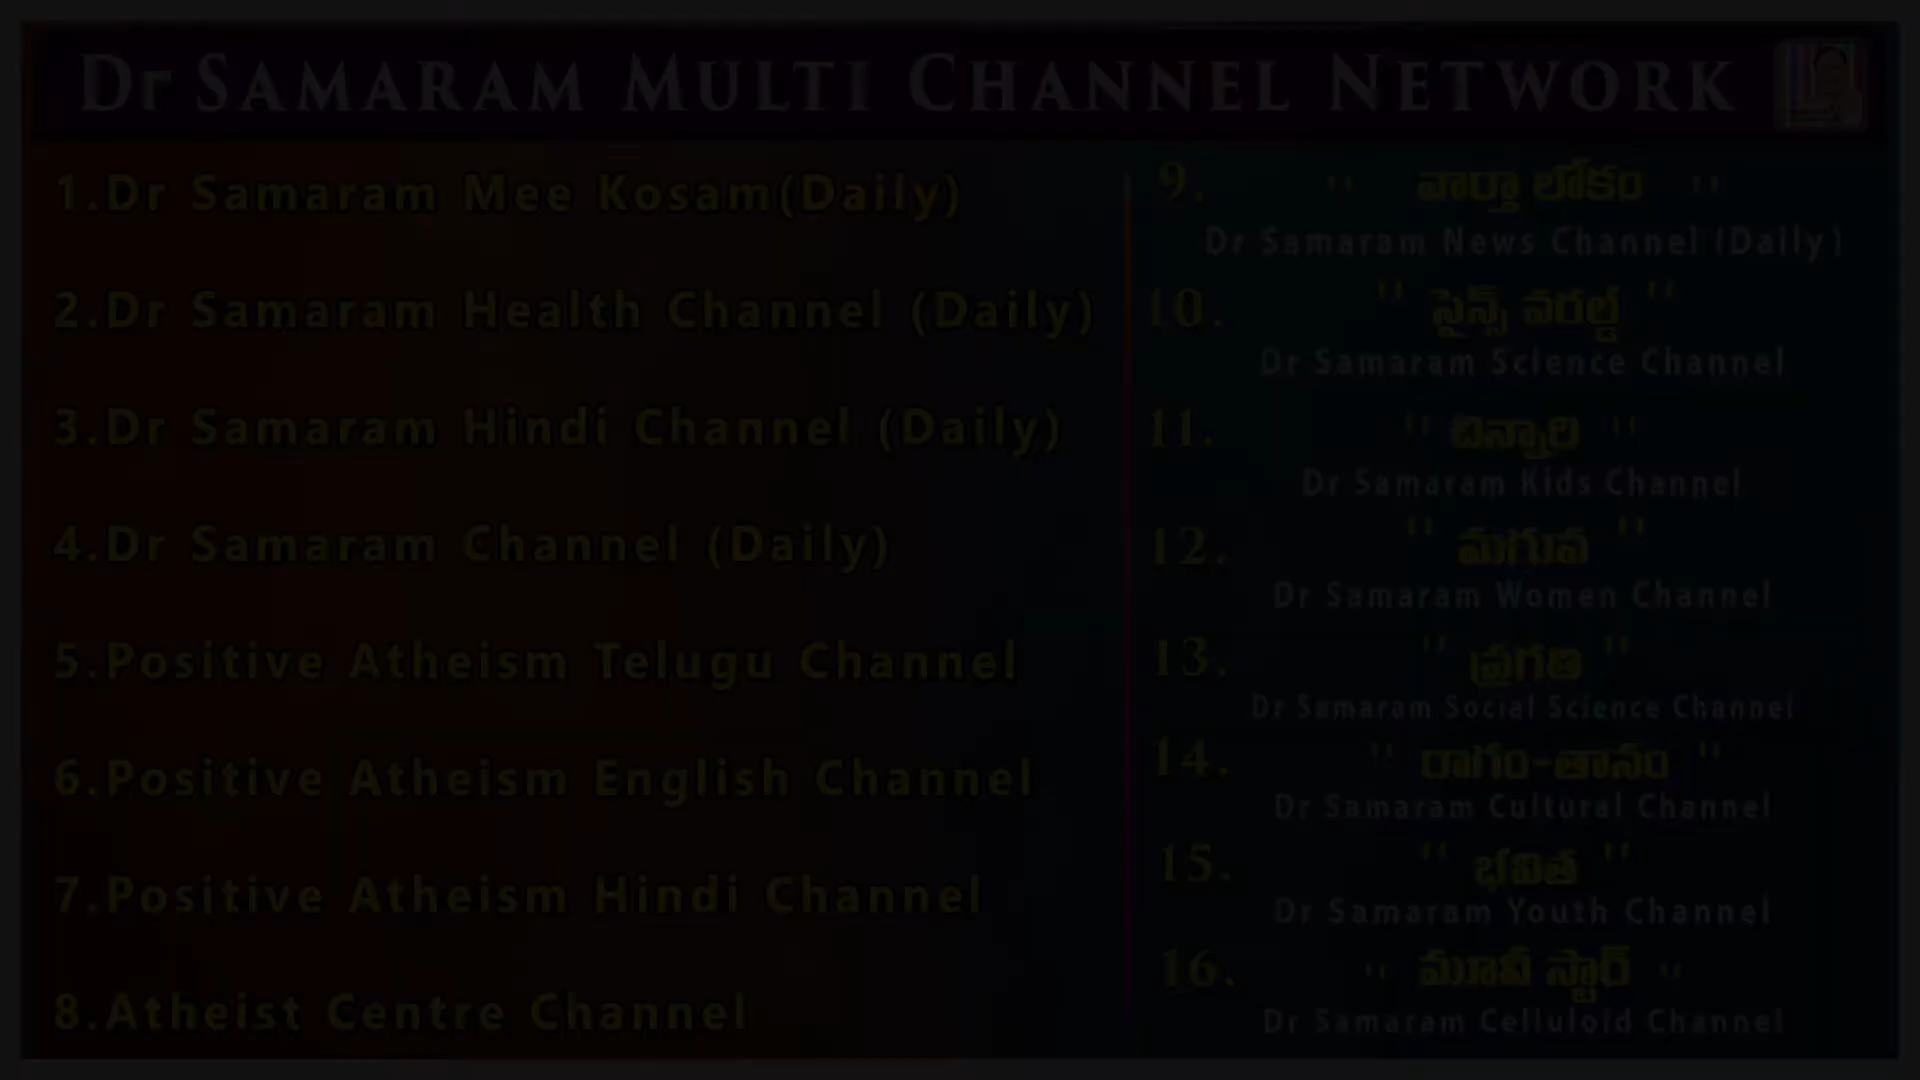 Dr SAMARAM MULTI CHANNEL NETWORK
1.Dr Samaram Mee Kosam(Daily)
2.Dr Samaram Health Channel (Daily)
3.Dr Samaram Hindi Channel (Daily)
4.Dr Samaram Channel (Daily)
5.Positive Atheism Telugu Channel
6.Positive Atheism English Channel
7.Positive Atheism Hindi Channel
8.Atheist Centre Channel
9. " వార్తా లోకం "
Dr Samaram News Channel (Daily)
10. " సైన్స్ వరల్డ్ "
Dr Samaram Science Channel
11. " చిన్నారి "
Dr Samaram Kids Channel
12. " మగువ "
Dr Samaram Women Channel
13. " ప్రగతి "
Dr Samaram Social Science Channel
14. " రాగం-తానం "
Dr Samaram Cultural Channel
15. " భవిత "
Dr Samaram Youth Channel
16. " మూవీ స్టార్ "
Dr Samaram Celluloid Channel